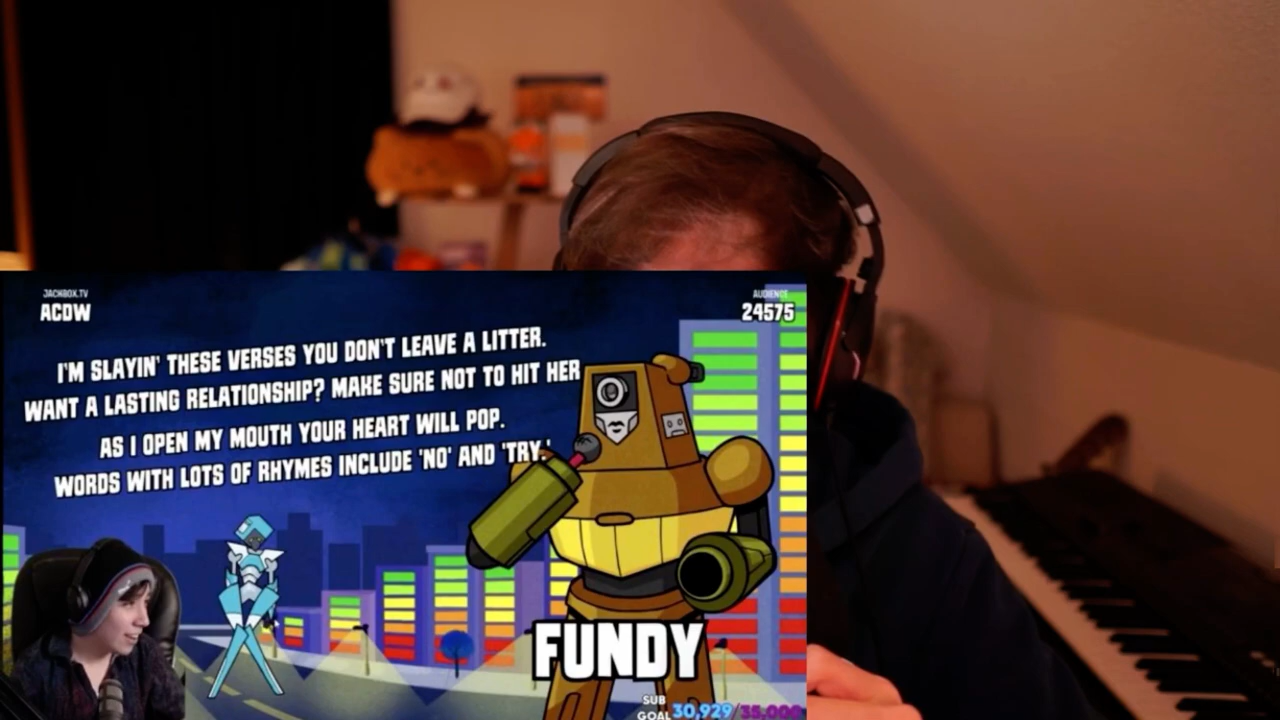 JACKBOX.TV
ACDW
AUDIENCE
24575
I'M SLAYIN' THESE VERSES YOU DON'T LEAVE A LITTER.
WANT A LASTING RELATIONSHIP? MAKE SURE NOT TO HIT HER
AS I OPEN MY MOUTH YOUR HEART WILL POP.
WORDS WITH LOTS OF RHYMES INCLUDE 'NO' AND 'TRY.'
FUNDY
SUB
GOAL 30,929/35,000